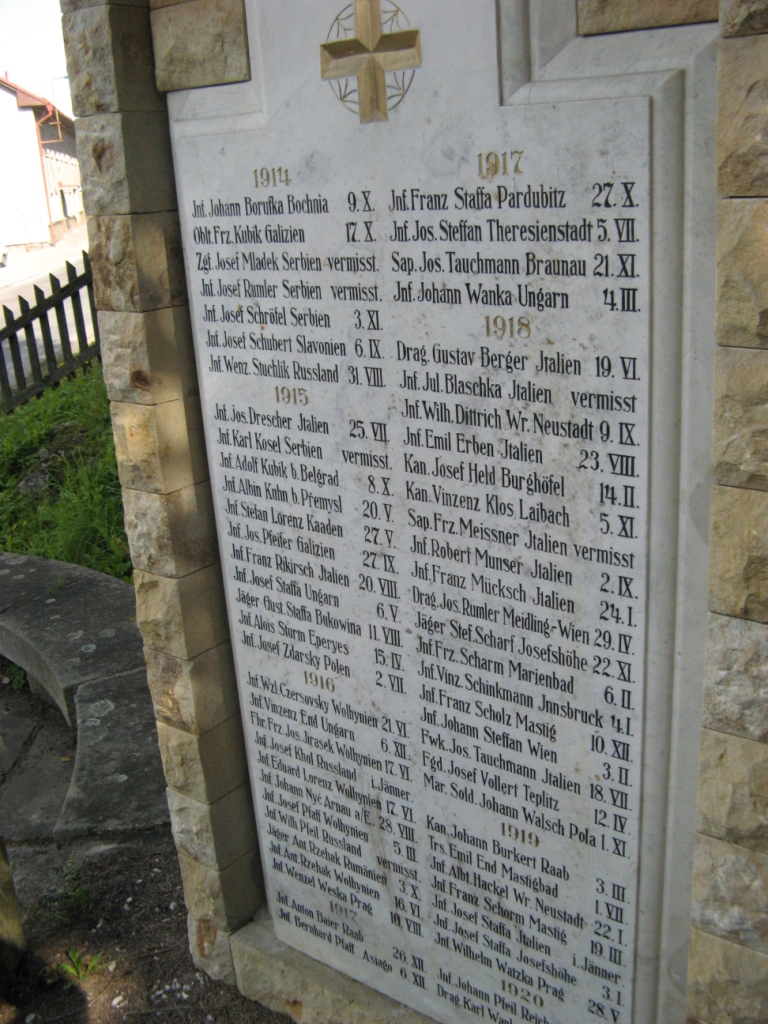 1914
Jnf. Johann Borufka Bochnia 9. X.
Oblt. Frz. Kubik Galizien 17. X.
Zgf. Josef Mladek Serbien vermisst.
Jnf. Josef Rumler Serbien vermisst.
Jnf. Josef Schröfel Serbien 3. XI.
Jnf. Josef Schubert Slavonien 6. IX.
Jnf. Wenz. Stuchlik Russland 31. VIII.
1915
Jnf. Jos. Drescher Jtalien 25. VII.
Jnf. Karl Kosel Serbien vermisst.
Jnf. Adolf Kubik b. Belgrad 8. X.
Jnf. Albin Kuhn b. Přemysl 20. V.
Jnf. Stefan Lorenz Kaaden 27. V.
Jnf. Jos. Pfeifer Galizien 27. IX.
Jnf. Franz Rikirsch Jtalien 20. VIII.
Jnf. Josef Staffa Ungarn 6. V.
Jäger Gust. Staffa Bukowina 11. VIII.
Jnf. Alois Sturm Eperyes 15. IV.
Jnf. Josef Zdarsky Polen 2. VII.
1916
Jnf. Wzl. Czersovsky Wolhynien 21. VI.
Jnf. Vinzenz End Ungarn 6. XII.
Fhr. Frz. Jos. Jirasek Wolhynien 17. VI.
Jnf. Josef Khol Russland i. Jänner.
Jnf. Eduard Lorenz Wolhynien 17. VI.
Jnf. Johann Nyč Arnau a/E. 28. VIII.
Jnf. Josef Pfaff Wolhynien 5. III.
Jnf. Wilh. Pfeil Russland vermisst.
Jäger Ant. Rzehak Rumänien 3. X.
Jnf. Ant. Rzehak Wolhynien 16. VI.
Jnf. Wenzel Weska Prag 10. VIII.
1917
Jnf. Anton Baier Raab 26. XII.
Jnf. Bernhard Pfaff Asiago 6. XII.
1917
Jnf. Franz Staffa Pardubitz 27. X.
Jnf. Jos. Steffan Theresienstadt 5. VII.
Sap. Jos. Tauchmann Braunau 21. XI.
Jnf. Johann Wanka Ungarn 4. III.
1918
Drag. Gustav Berger Jtalien 19. VI.
Jnf. Jul. Blaschka Jtalien vermisst
Jnf. Wilh. Dittrich Wr. Neustadt 9. IX.
Jnf. Emil Erben Jtalien 23. VIII.
Kan. Josef Held Burghöfel 14. II.
Kan. Vinzenz Klos Laibach 5. XI.
Sap. Frz. Meissner Jtalien vermisst
Jnf. Robert Munser Jtalien 2. IX.
Jnf. Franz Mücksch Jtalien 24. I.
Drag. Jos. Rumler Meidling-Wien 29. IV.
Jäger Stef. Scharf Josefshöhe 22. XI.
Jnf. Frz. Scharm Marienbad 6. II.
Jnf. Vinz. Schinkmann Jnnsbruck 4. I.
Jnf. Franz Scholz Mastig 10. XII.
Jnf. Johann Steffan Wien 3. II.
Fwk. Jos. Tauchmann Jtalien 18. VII.
Fgd. Josef Vollert Teplitz 12. IV.
Mar. Sold. Johann Walsch Pola 1. XI.
1919
Kan. Johann Burkert Raab 3. III.
Trs. Emil End Mastigbad 1. VII.
Jnf. Albt. Hackel Wr. Neustadt 22. I.
Jnf. Franz Schorm Mastig 19. III.
Jnf. Josef Staffa Jtalien i. Jänner.
Jnf. Josef Staffa Josefshöhe 3. I.
Jnf. Wilhelm Watzka Prag 28. V.
1920
Jnf. Johann Pfeil
Drag. Karl